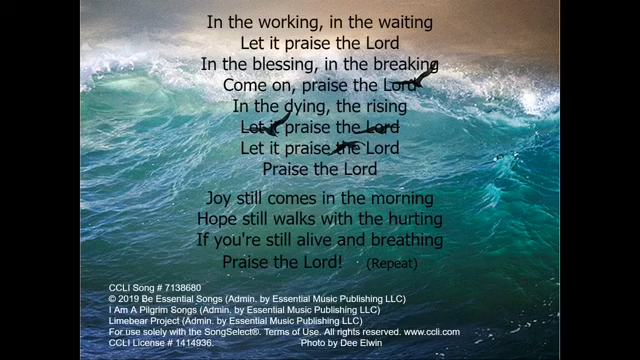 In the working, in the waiting
Let it praise the Lord
In the blessing, in the breaking
Come on, praise the Lord
In the dying, the rising
Let it praise the Lord
Let it praise the Lord
Praise the Lord
Joy still comes in the morning
Hope still walks with the hurting
If you're still alive and breathing
Praise the Lord! (Repeat)
CCLI Song # 7138680
© 2019 Be Essential Songs (Admin. by Essential Music Publishing LLC)
I Am A Pilgrim Songs (Admin. by Essential Music Publishing LLC)
Limebear Project (Admin. by Essential Music Publishing LLC)
For use solely with the SongSelect®. Terms of Use. All rights reserved. www.ccli.com
CCLI License # 1414936. Photo by Dee Elwin